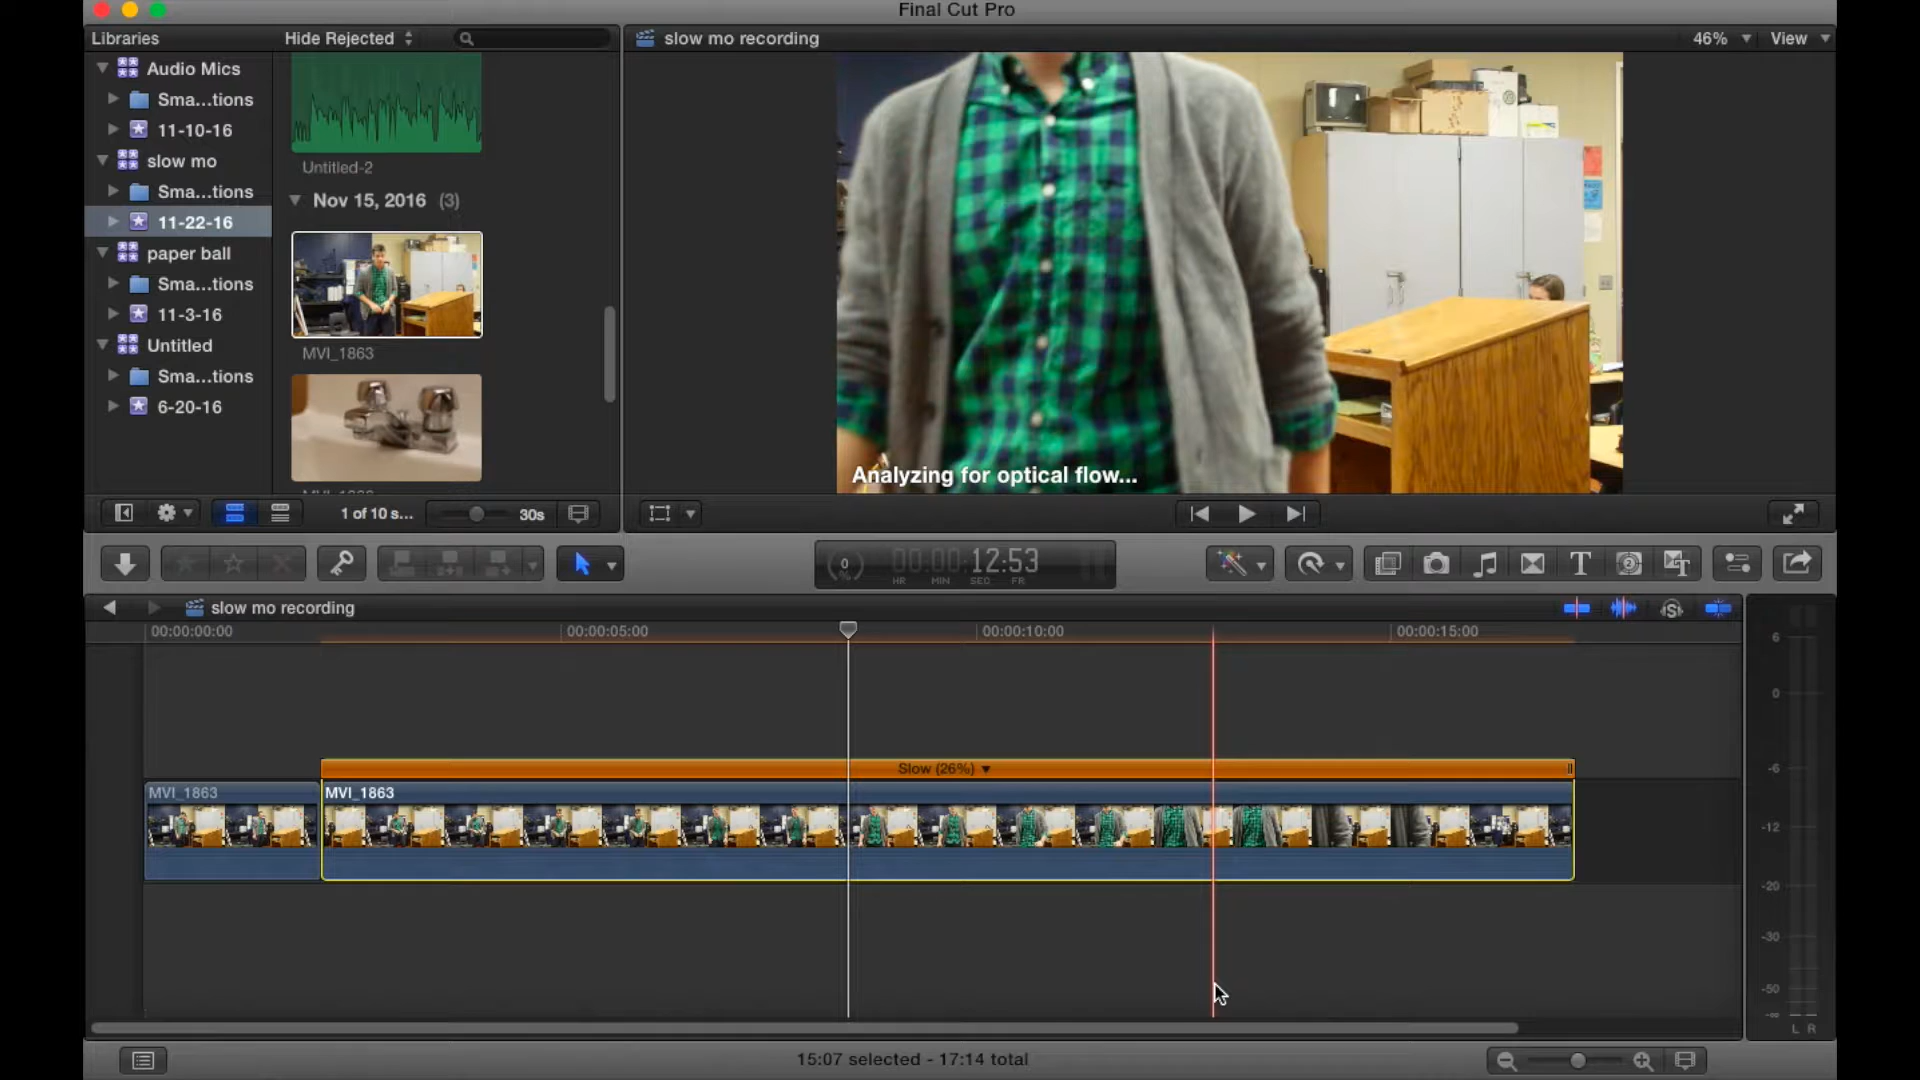 Final Cut Pro
Libraries
Hide Rejected
slow mo recording
46%
View
Audio Mics
Sma...tions
11-10-16
slow mo
Sma...tions
11-22-16
paper ball
Sma...tions
11-3-16
Untitled
Sma...tions
6-20-16
Untitled-2
Nov 15, 2016 (3)
MVI_1863
Analyzing for optical flow...
1 of 10 s...
30s
0
%
00:00:12:53
HR MIN SEC FR
slow mo recording
00:00:00:00
00:00:05:00
00:00:10:00
00:00:15:00
Slow (26%)
MVI_1863
MVI_1863
6
0
-6
-12
-20
-30
-50
-∞
L R
15:07 selected - 17:14 total